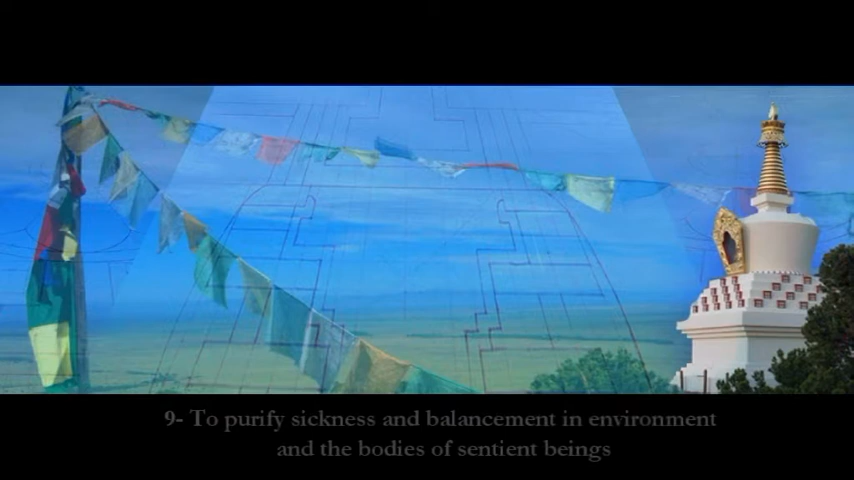 9- To purify sickness and balancement in environment
and the bodies of sentient beings